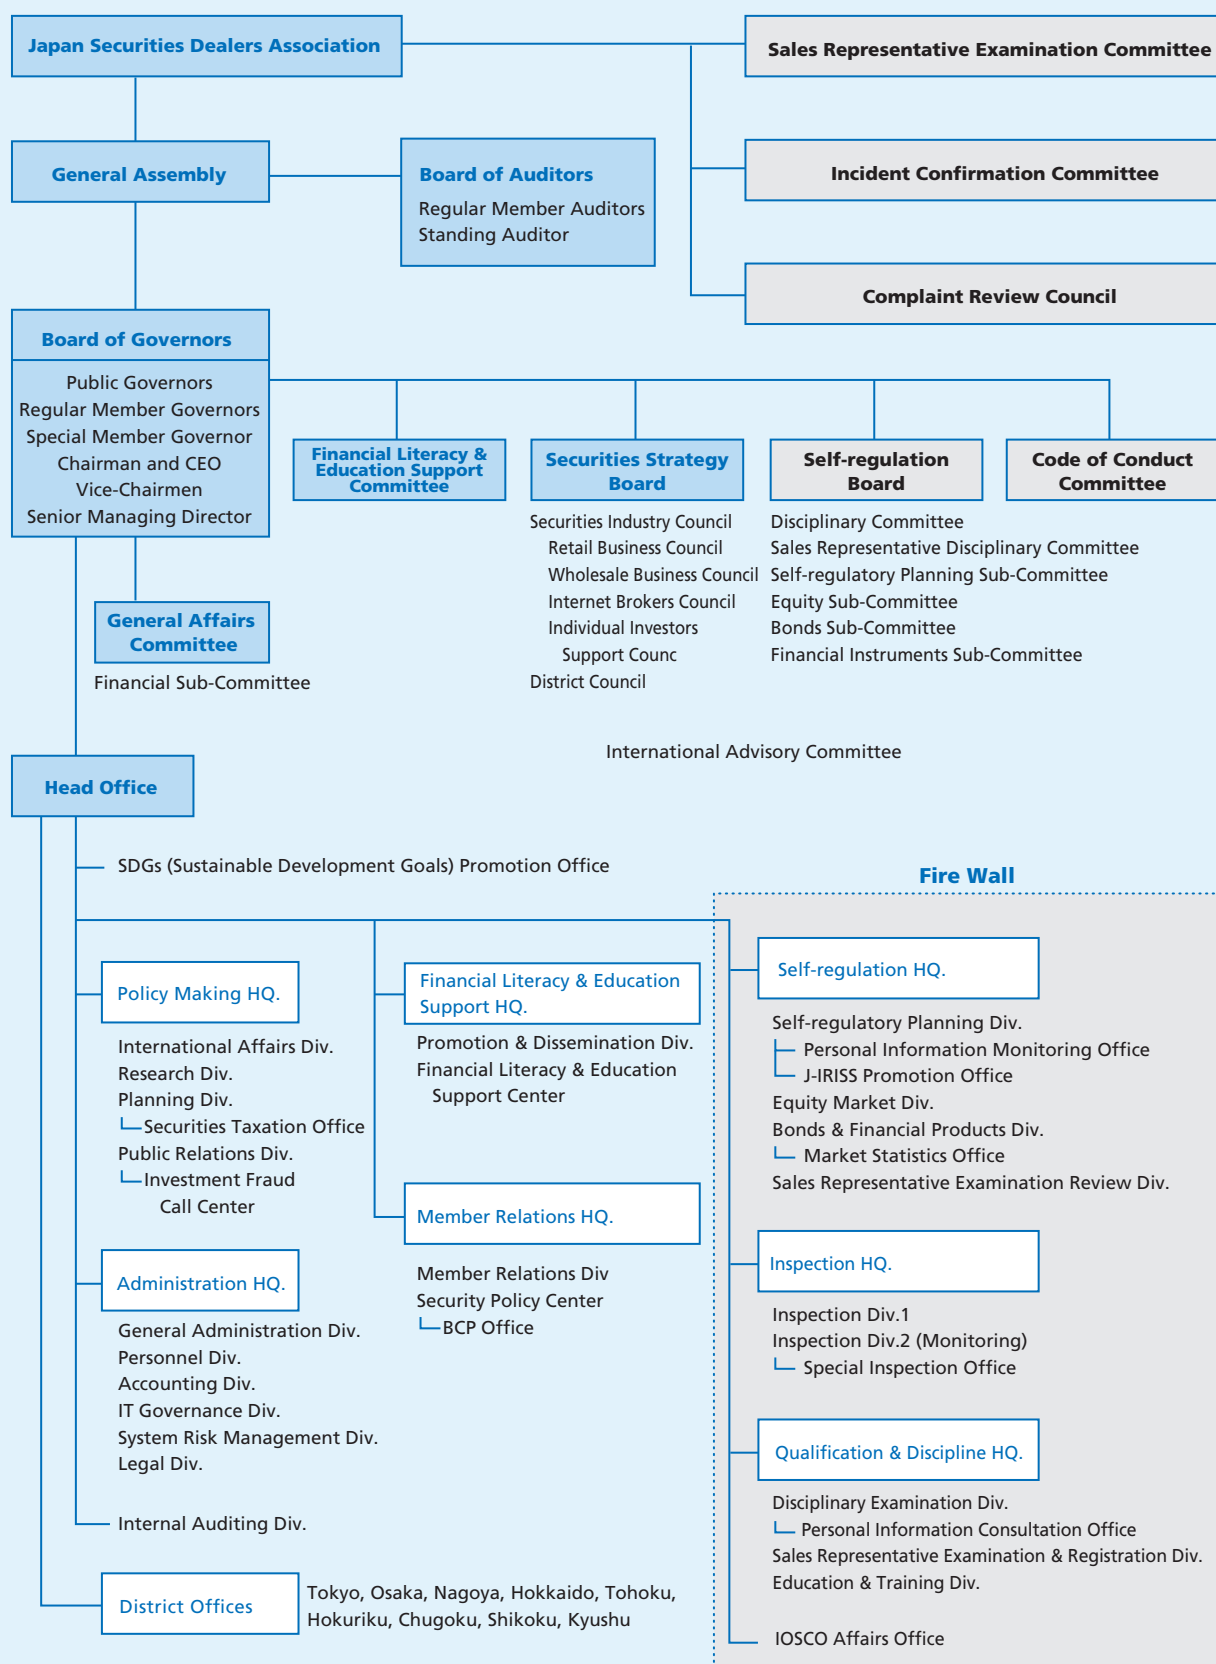 Japan Securities Dealers Association
Sales Representative Examination Committee
General Assembly
Board of Auditors
Regular Member Auditors
Standing Auditor
Incident Confirmation Committee
Complaint Review Council
Board of Governors
Public Governors
Regular Member Governors
Special Member Governor
Chairman and CEO
Vice-Chairmen
Senior Managing Director
Financial Literacy &
Education Support
Committee
Securities Strategy
Board
Securities Industry Council
Retail Business Council
Wholesale Business Council
Internet Brokers Council
Individual Investors
Support Counc
District Council
Self-regulation
Board
Disciplinary Committee
Sales Representative Disciplinary Committee
Self-regulatory Planning Sub-Committee
Equity Sub-Committee
Bonds Sub-Committee
Financial Instruments Sub-Committee
Code of Conduct
Committee
General Affairs
Committee
Financial Sub-Committee
International Advisory Committee
Head Office
SDGs (Sustainable Development Goals) Promotion Office
Policy Making HQ.
International Affairs Div.
Research Div.
Planning Div.
Securities Taxation Office
Public Relations Div.
Investment Fraud
Call Center
Administration HQ.
General Administration Div.
Personnel Div.
Accounting Div.
IT Governance Div.
System Risk Management Div.
Legal Div.
Internal Auditing Div.
District Offices
Tokyo, Osaka, Nagoya, Hokkaido, Tohoku,
Hokuriku, Chugoku, Shikoku, Kyushu
Financial Literacy & Education
Support HQ.
Promotion & Dissemination Div.
Financial Literacy & Education
Support Center
Member Relations HQ.
Member Relations Div
Security Policy Center
BCP Office
Fire Wall
Self-regulation HQ.
Self-regulatory Planning Div.
Personal Information Monitoring Office
J-IRISS Promotion Office
Equity Market Div.
Bonds & Financial Products Div.
Market Statistics Office
Sales Representative Examination Review Div.
Inspection HQ.
Inspection Div.1
Inspection Div.2 (Monitoring)
Special Inspection Office
Qualification & Discipline HQ.
Disciplinary Examination Div.
Personal Information Consultation Office
Sales Representative Examination & Registration Div.
Education & Training Div.
IOSCO Affairs Office